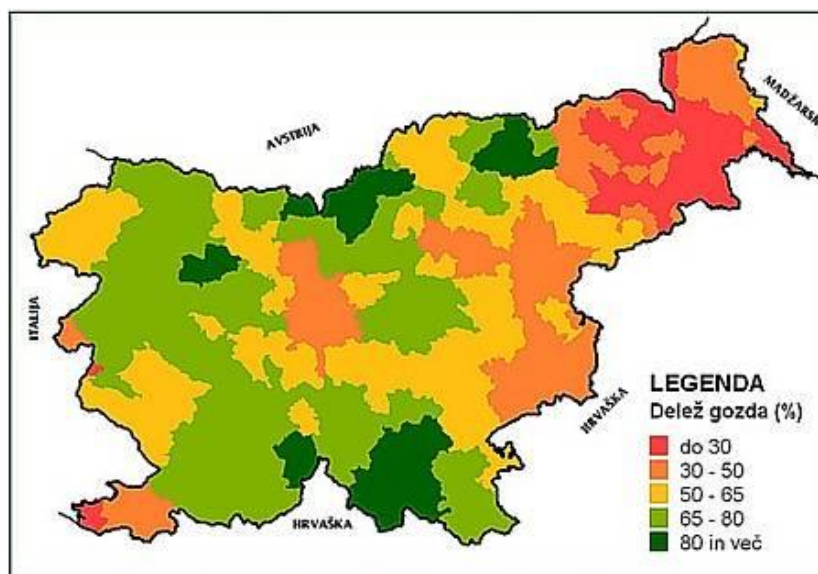 AVSTRIJA
MADŽARSKA
ITALIJA
HRVAŠKA
HRVAŠKA
LEGENDA
Delež gozda (%)
do 30
30 - 50
50 - 65
65 - 80
80 in več